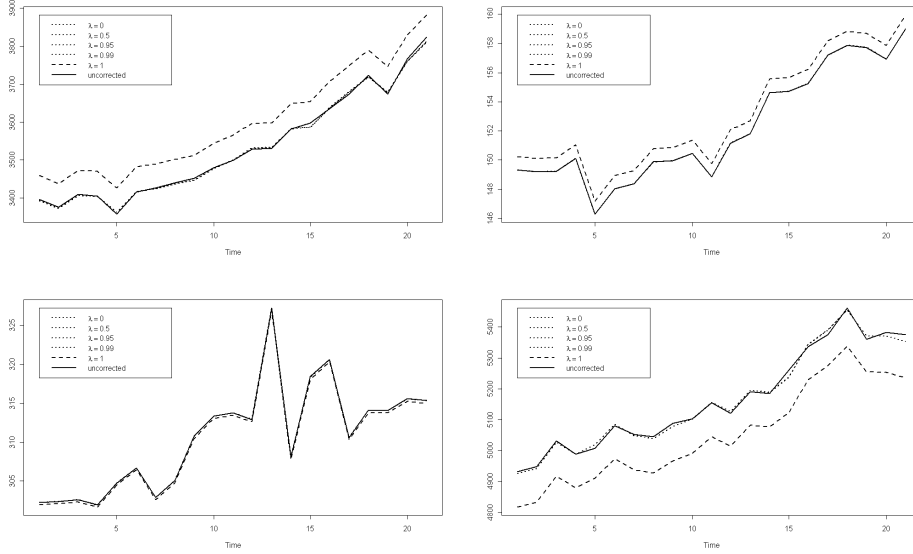 λ = 0
λ = 0.5
λ = 0.95
λ = 0.99
λ = 1
uncorrected
3400 3500 3600 3700 3800 3900
5 10 15 20
Time
λ = 0
λ = 0.5
λ = 0.95
λ = 0.99
λ = 1
uncorrected
146 148 150 152 154 156 158 160
5 10 15 20
Time
λ = 0
λ = 0.5
λ = 0.95
λ = 0.99
λ = 1
uncorrected
305 310 315 320 325
5 10 15 20
Time
λ = 0
λ = 0.5
λ = 0.95
λ = 0.99
λ = 1
uncorrected
4800 4900 5000 5100 5200 5300 5400
5 10 15 20
Time